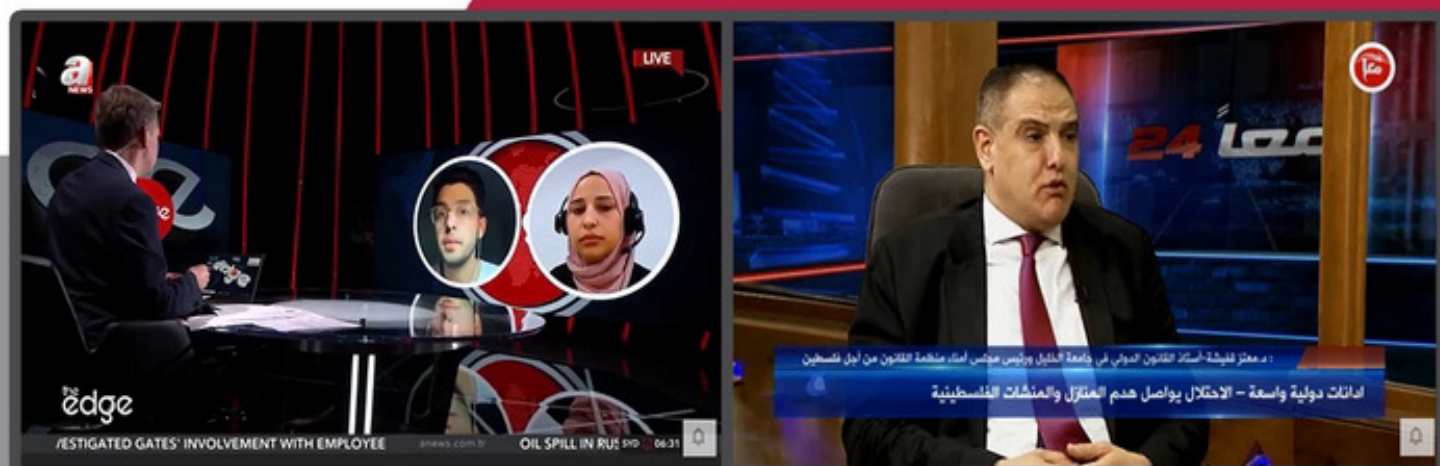 a
NEWS
LIVE
the
edge
/ESTIGATED GATES' INVOLVEMENT WITH EMPLOYEE
anews.com.tr
OIL SPILL IN RUS
SYD 06:31
معاً
24 معاً
: د. معتز قفيشة-أستاذ القانون الدولي في جامعة الخليل ورئيس مجلس أمناء منظمة القانون من أجل فلسطين
ادانات دولية واسعة – الاحتلال يواصل هدم المنازل والمنشآت الفلسطينية